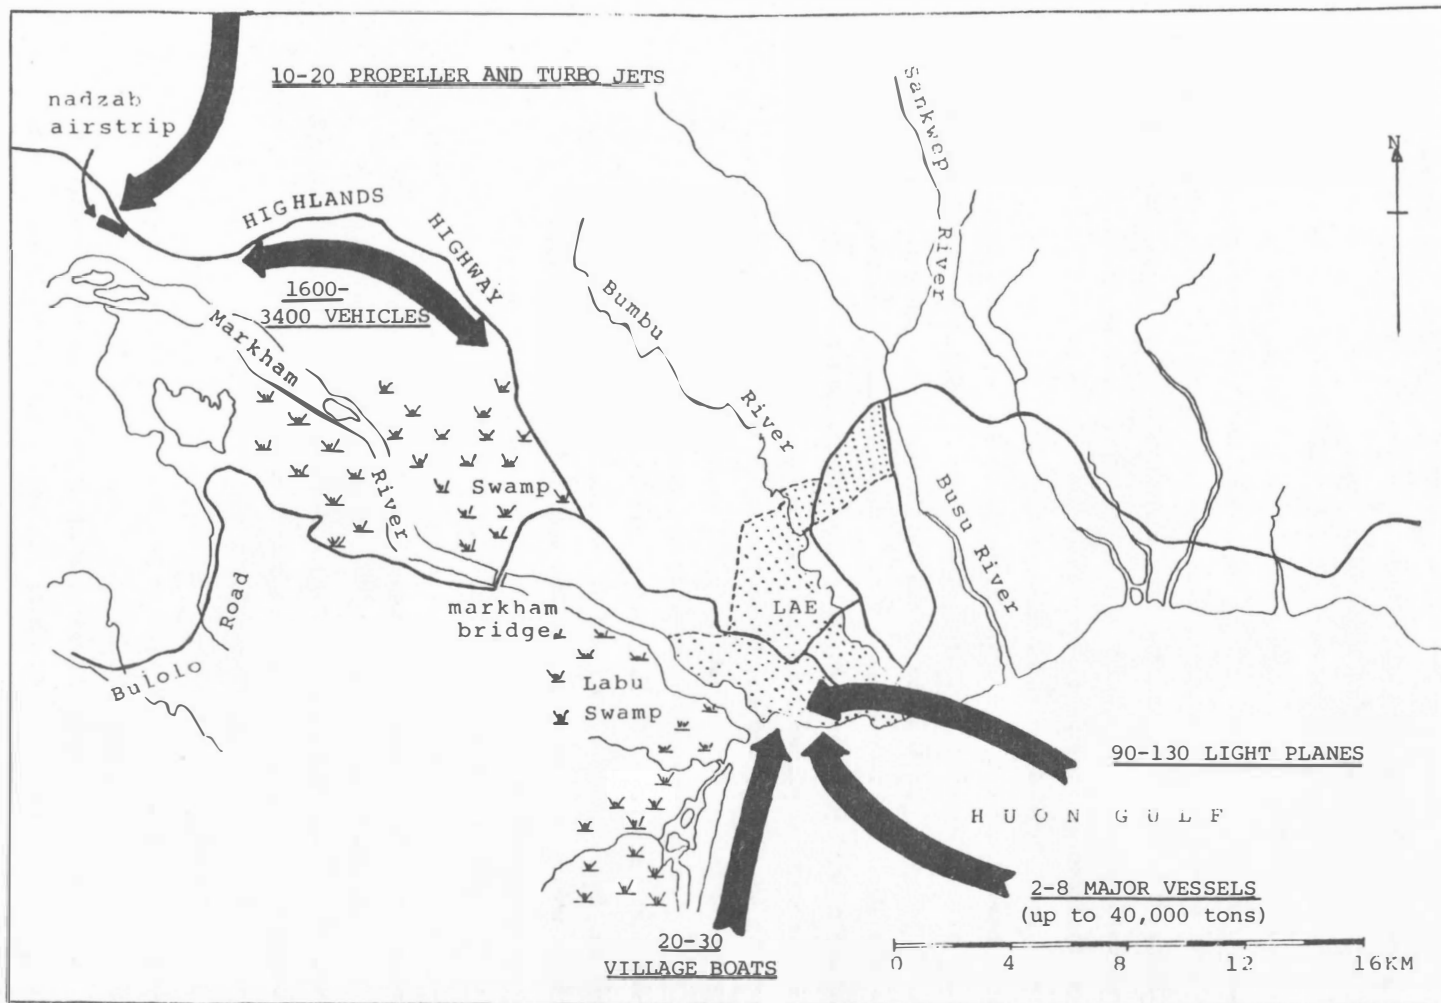 10-20 PROPELLER AND TURBO JETS
nadzab
airstrip
Sankwep
River
N
HIGHLANDS
HIGHWAY
1600-
3400 VEHICLES
Markham
River
Bumbu
River
Swamp
Busu River
LAE
markham
bridge
Road
Bulolo
Labu
Swamp
90-130 LIGHT PLANES
HUON GULF
2-8 MAJOR VESSELS
(up to 40,000 tons)
20-30
VILLAGE BOATS
0 4 8 12 16KM